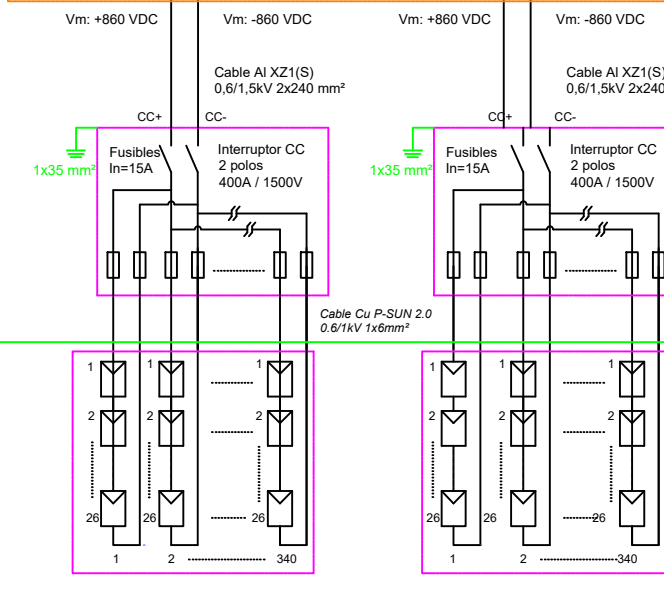 Vm: +860 VDC
Vm: -860 VDC
Vm: +860 VDC
Vm: -860 VDC
Cable Al XZ1(S)
0,6/1,5kV 2x240 mm²
Cable Al XZ1(S)
0,6/1,5kV 2x240
CC+
CC-
CC+
CC-
Fusibles
In=15A
Interruptor CC
2 polos
400A / 1500V
1x35 mm²
Fusibles
In=15A
Interruptor CC
2 polos
400A / 1500V
1x35 mm²
Cable Cu P-SUN 2.0
0.6/1kV 1x6mm²
1 1 1 1 1 1
2 2 2 2 2 2
26 26 26 26 26 26
1 2 340 1 2 340